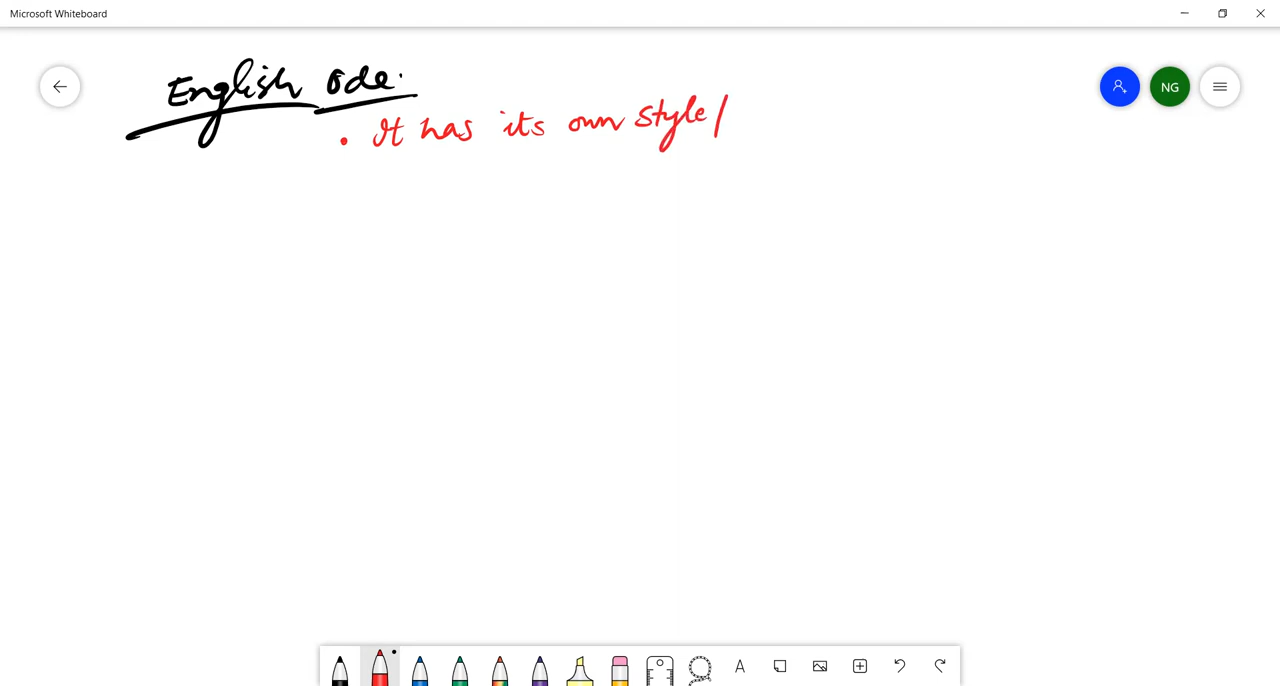 Microsoft Whiteboard
English Ode.
NG
• It has its own style/
A